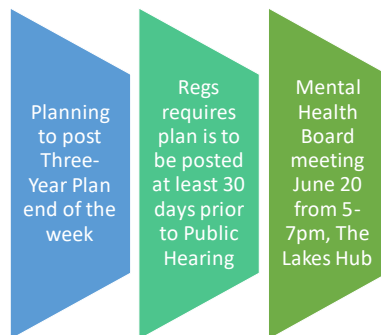 Planning
to post
Three-
Year Plan
end of the
week
Regs
requires
plan is to
be posted
at least 30
days prior
to Public
Hearing
Mental
Health
Board
meeting
June 20
from 5-
7pm, The
Lakes Hub